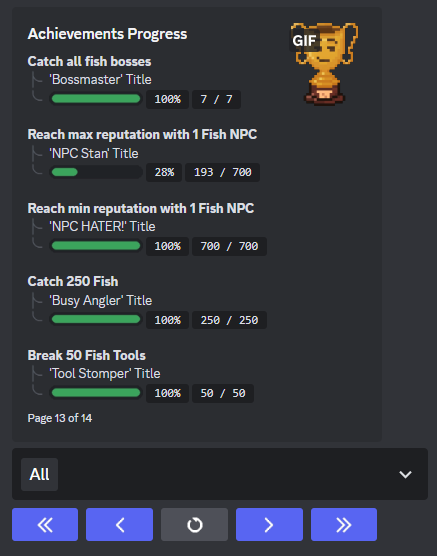 Achievements Progress
GIF
Catch all fish bosses
'Bossmaster' Title
100% 7 / 7
Reach max reputation with 1 Fish NPC
'NPC Stan' Title
28% 193 / 700
Reach min reputation with 1 Fish NPC
'NPC HATER!' Title
100% 700 / 700
Catch 250 Fish
'Busy Angler' Title
100% 250 / 250
Break 50 Fish Tools
'Tool Stomper' Title
100% 50 / 50
Page 13 of 14
All